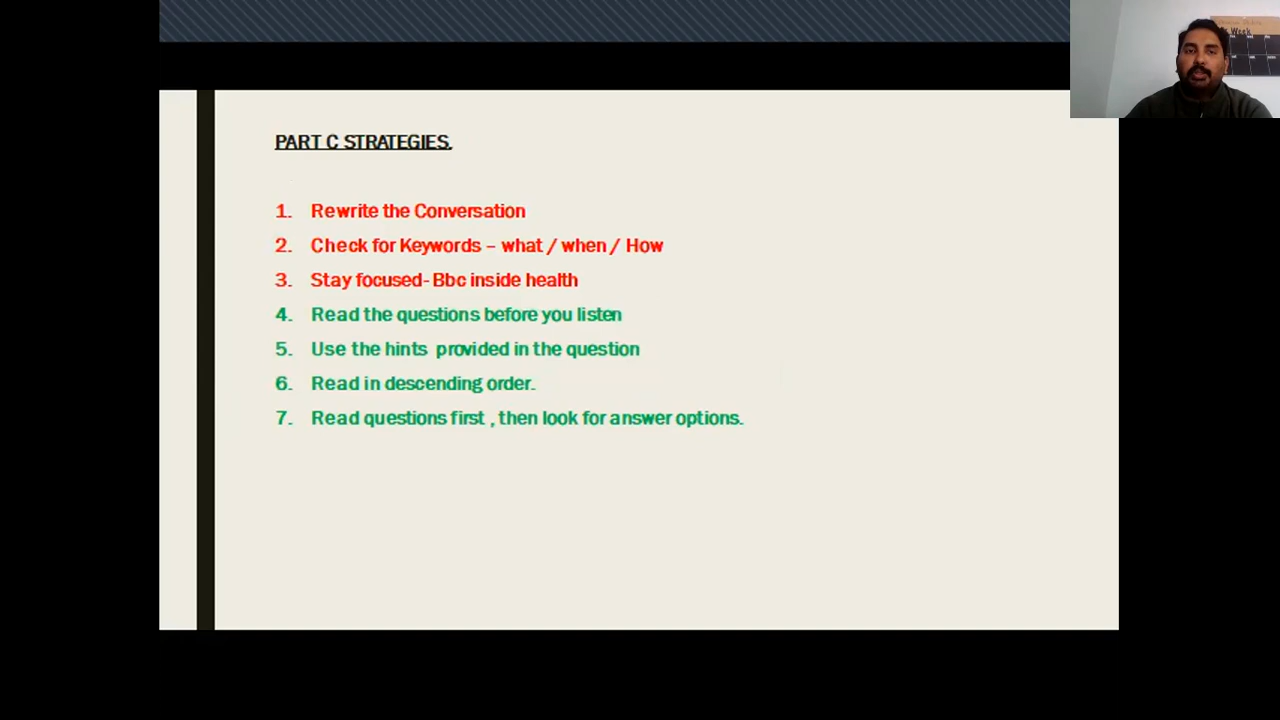 Week
PART C STRATEGIES.
1. Rewrite the Conversation
2. Check for Keywords – what / when / How
3. Stay focused- Bbc inside health
4. Read the questions before you listen
5. Use the hints provided in the question
6. Read in descending order.
7. Read questions first , then look for answer options.